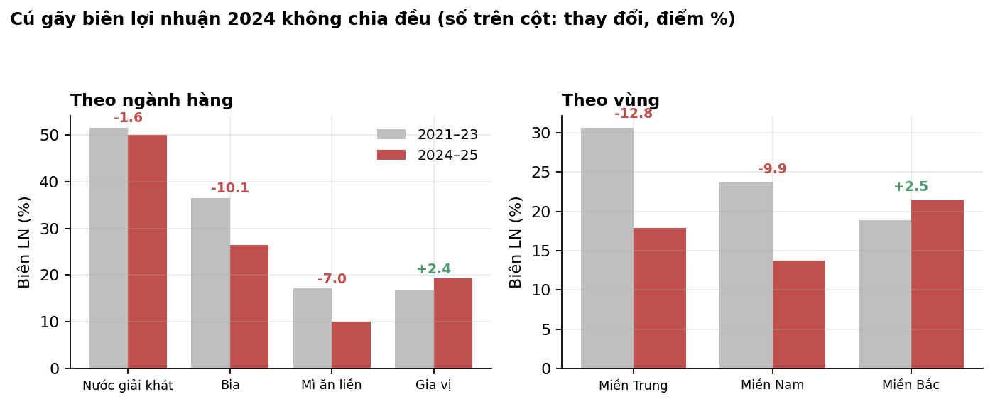 Cú gãy biên lợi nhuận 2024 không chia đều (số trên cột: thay đổi, điểm %)
Theo ngành hàng
Biên LN (%)
50
40
30
20
10
0
-1.6
-10.1
-7.0
+2.4
2021–23
2024–25
Nước giải khát
Bia
Mì ăn liền
Gia vị
Theo vùng
Biên LN (%)
30
25
20
15
10
5
0
-12.8
-9.9
+2.5
Miền Trung
Miền Nam
Miền Bắc